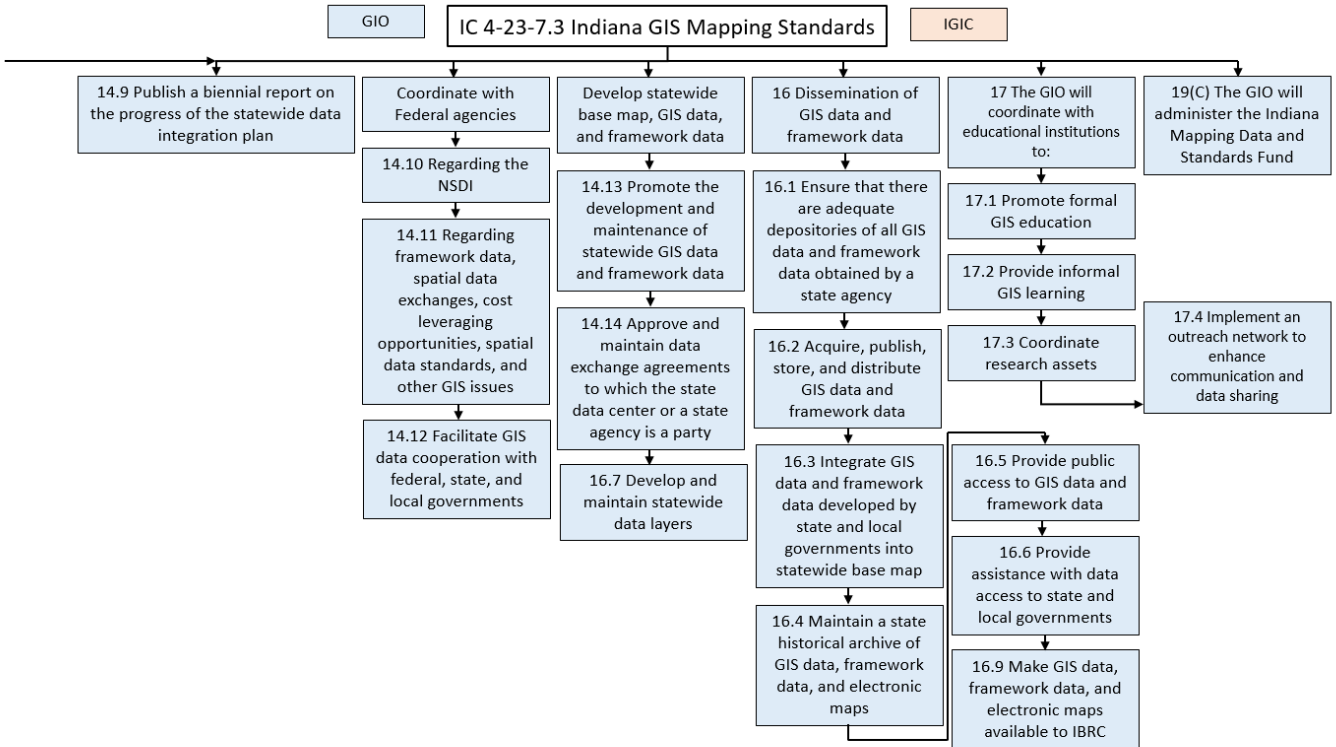 GIO
IC 4-23-7.3 Indiana GIS Mapping Standards
IGIC
14.9 Publish a biennial report on
the progress of the statewide data
integration plan
Coordinate with
Federal agencies
14.10 Regarding the
NSDI
14.11 Regarding
framework data,
spatial data
exchanges, cost
leveraging
opportunities, spatial
data standards, and
other GIS issues
14.12 Facilitate GIS
data cooperation with
federal, state, and
local governments
Develop statewide
base map, GIS data,
and framework data
14.13 Promote the
development and
maintenance of
statewide GIS data
and framework data
14.14 Approve and
maintain data
exchange agreements
to which the state
data center or a state
agency is a party
16.7 Develop and
maintain statewide
data layers
16 Dissemination of
GIS data and
framework data
16.1 Ensure that there
are adequate
depositories of all GIS
data and framework
data obtained by a
state agency
16.2 Acquire, publish,
store, and distribute
GIS data and
framework data
16.3 Integrate GIS
data and framework
data developed by
state and local
governments into
statewide base map
16.4 Maintain a state
historical archive of
GIS data, framework
data, and electronic
maps
16.5 Provide public
access to GIS data and
framework data
16.6 Provide
assistance with data
access to state and
local governments
16.9 Make GIS data,
framework data, and
electronic maps
available to IBRC
17 The GIO will
coordinate with
educational institutions
to:
17.1 Promote formal
GIS education
17.2 Provide informal
GIS learning
17.3 Coordinate
research assets
17.4 Implement an
outreach network to
enhance
communication and
data sharing
19(C) The GIO will
administer the Indiana
Mapping Data and
Standards Fund